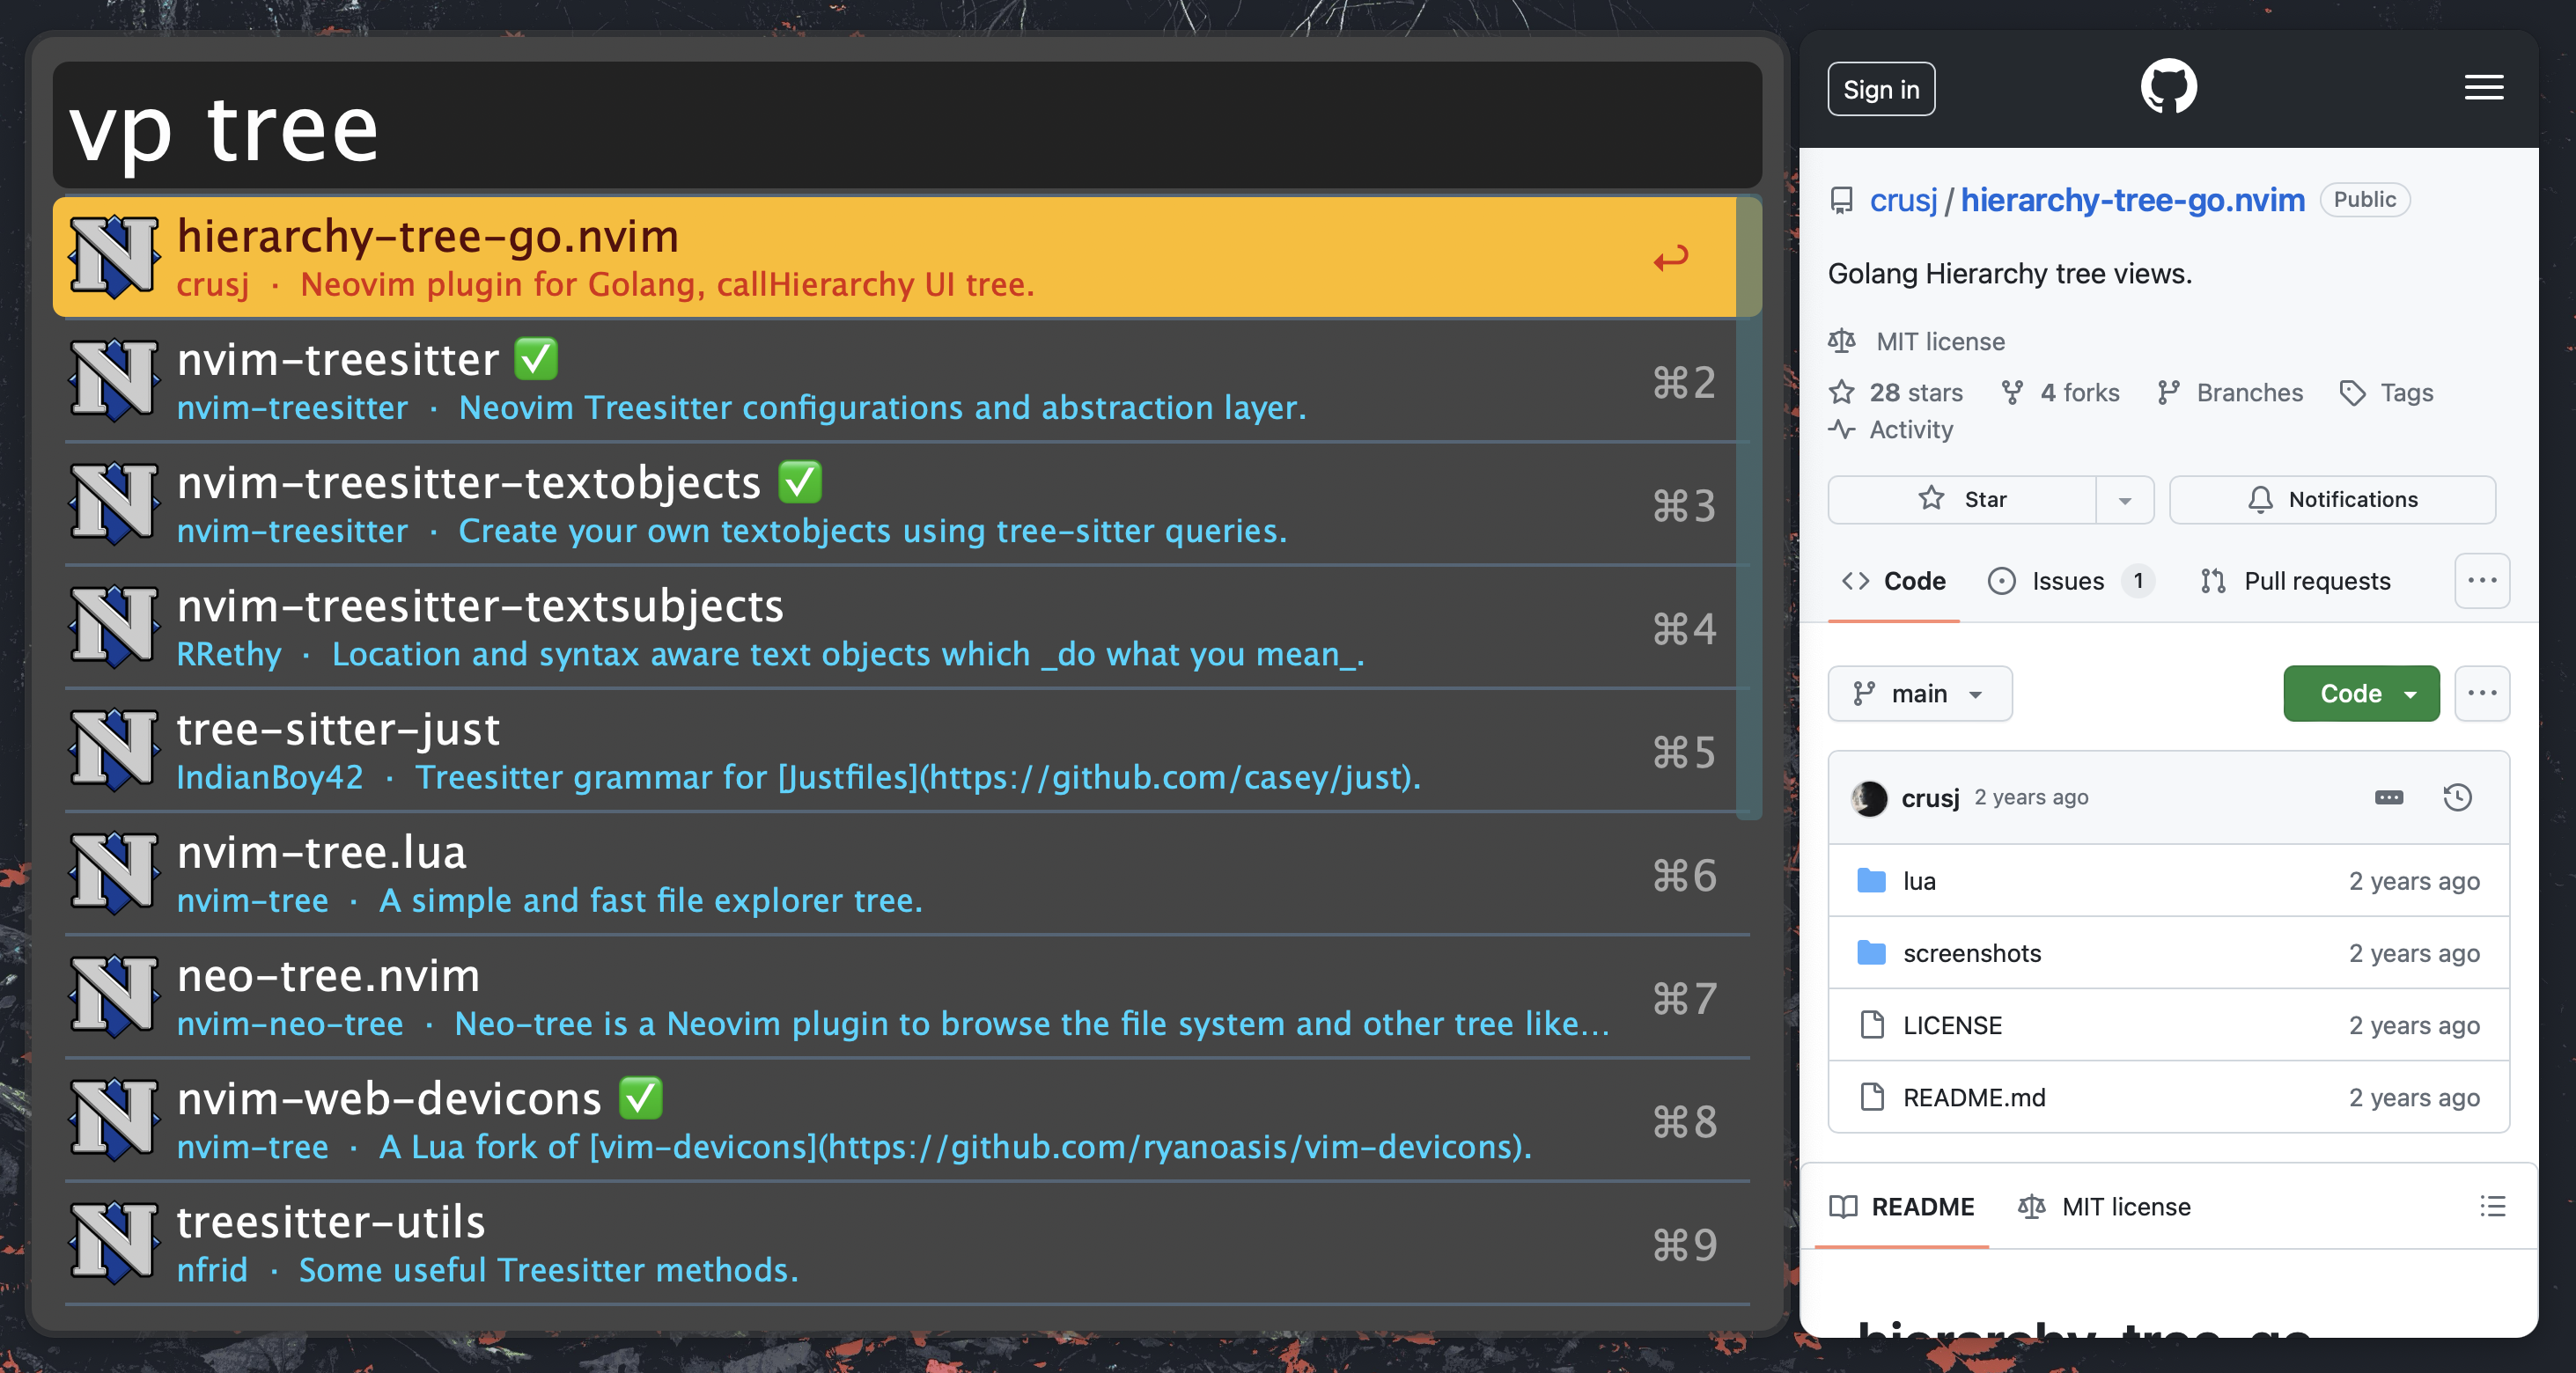 vp tree
hierarchy-tree-go.nvim
crusj · Neovim plugin for Golang, callHierarchy UI tree.
nvim-treesitter ✅
⌘2
nvim-treesitter · Neovim Treesitter configurations and abstraction layer.
nvim-treesitter-textobjects ✅
⌘3
nvim-treesitter · Create your own textobjects using tree-sitter queries.
nvim-treesitter-textsubjects
⌘4
RRethy · Location and syntax aware text objects which _do what you mean_.
tree-sitter-just
⌘5
IndianBoy42 · Treesitter grammar for [Justfiles](https://github.com/casey/just).
nvim-tree.lua
⌘6
nvim-tree · A simple and fast file explorer tree.
neo-tree.nvim
⌘7
nvim-neo-tree · Neo-tree is a Neovim plugin to browse the file system and other tree like...
nvim-web-devicons ✅
⌘8
nvim-tree · A Lua fork of [vim-devicons](https://github.com/ryanoasis/vim-devicons).
treesitter-utils
⌘9
nfrid · Some useful Treesitter methods.
Sign in
crusj / hierarchy-tree-go.nvim Public
Golang Hierarchy tree views.
MIT license
28 stars 4 forks Branches Tags
Activity
Star Notifications
Code Issues 1 Pull requests
main Code
crusj 2 years ago
lua 2 years ago
screenshots 2 years ago
LICENSE 2 years ago
README.md 2 years ago
README MIT license
hierarchy-tree-go